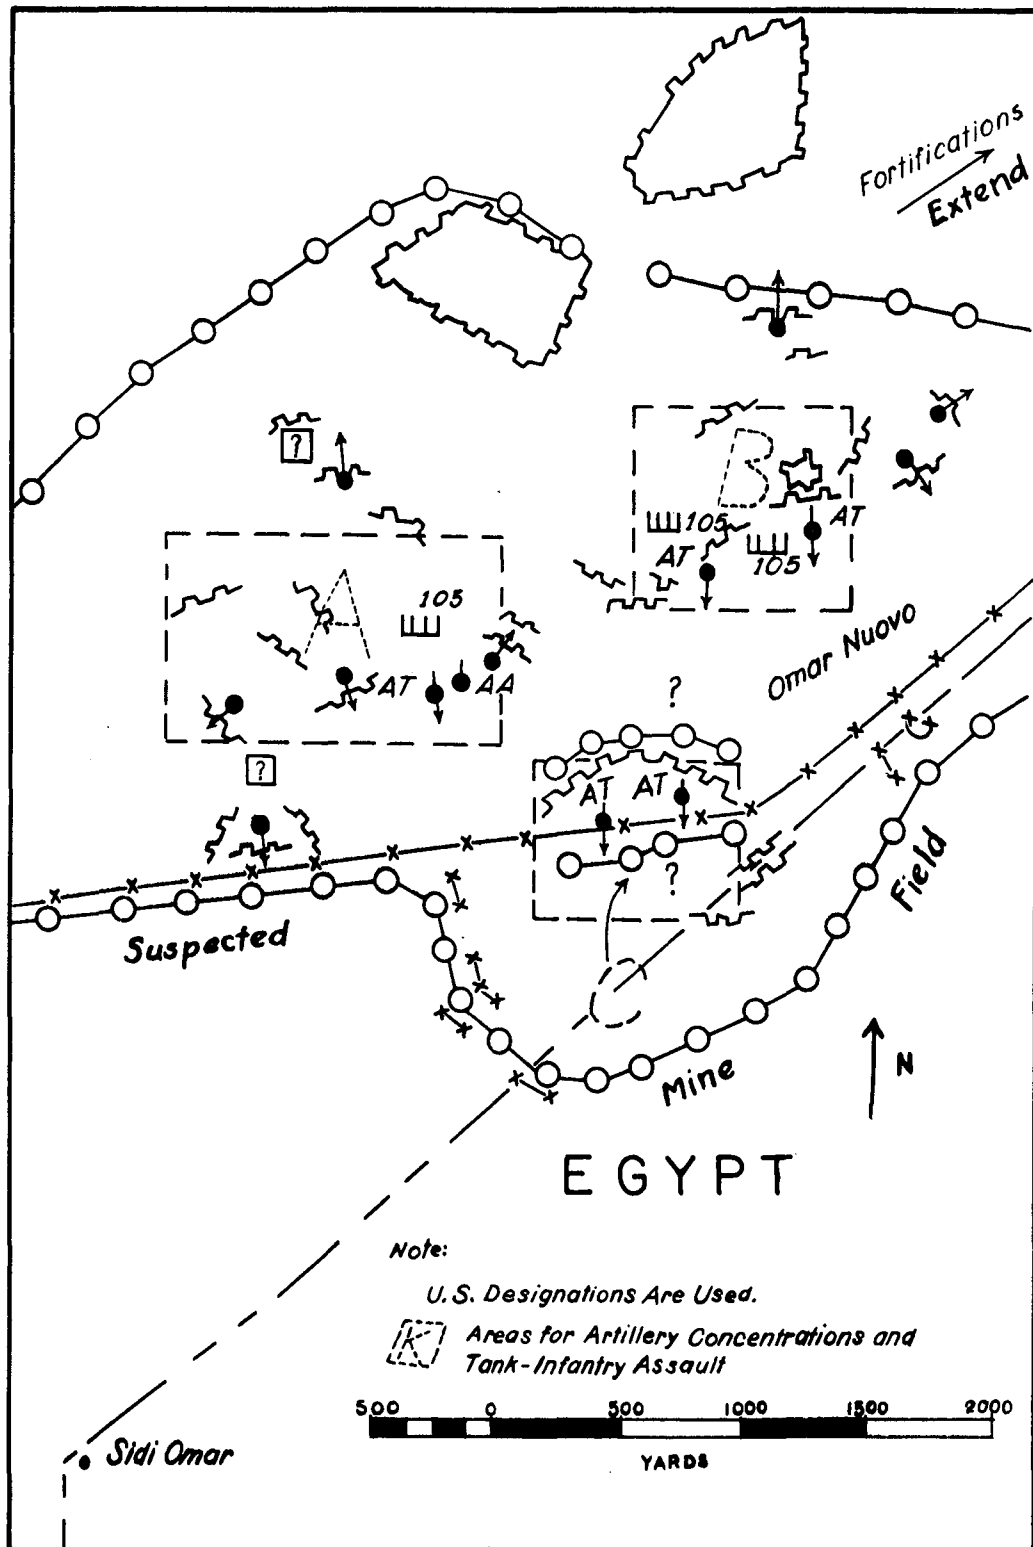 Fortifications
Extend
?
B
105
AT
AT
105
A
105
AT
AA
Omar Nuovo
?
?
AT
AT
?
Suspected
Mine
Field
C
N
EGYPT
Note:
U.S. Designations Are Used.
K
Areas for Artillery Concentrations and
Tank-Infantry Assault
500 0 500 1000 1500 2000
YARDS
Sidi Omar